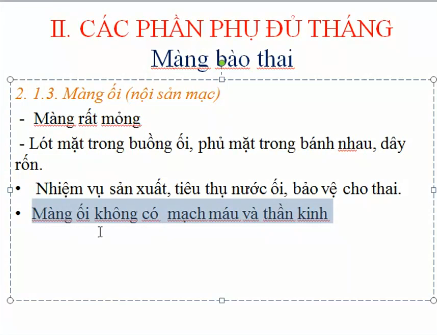 II. CÁC PHẦN PHỤ ĐỦ THÁNG
Màng bào thai
2. 1.3. Màng ối (nội sản mạc)
- Màng rất mỏng
- Lót mặt trong buồng ối, phủ mặt trong bánh nhau, dây
rốn.
• Nhiệm vụ sản xuất, tiêu thụ nước ối, bảo vệ cho thai.
• Màng ối không có mạch máu và thần kinh